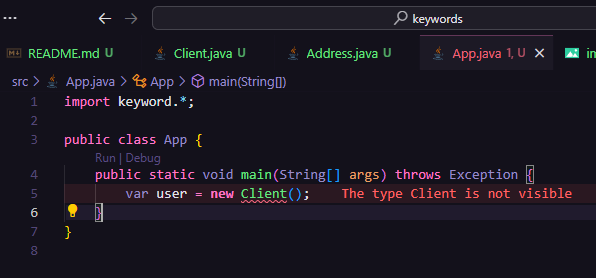 keywords
README.md U Client.java U Address.java U App.java 1, U
src > App.java > App > main(String[])
1 import keyword.*;
2
3 public class App {
Run | Debug
4 public static void main(String[] args) throws Exception {
5 var user = new Client(); The type Client is not visible
6 }
7 }
8